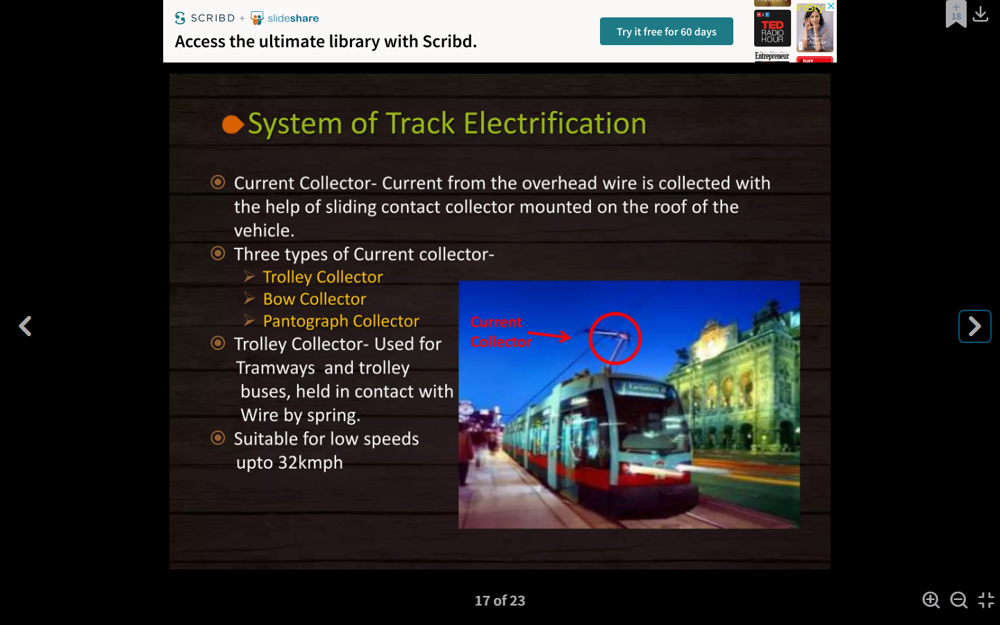 SCRIBD + slideshare
Access the ultimate library with Scribd.
Try it free for 60 days
TED
RADIO
HOUR
InStyle
Entrepreneur
+
18
System of Track Electrification
Current Collector- Current from the overhead wire is collected with
the help of sliding contact collector mounted on the roof of the
vehicle.
Three types of Current collector-
Trolley Collector
Bow Collector
Pantograph Collector
Trolley Collector- Used for
Tramways and trolley
buses, held in contact with
Wire by spring.
Suitable for low speeds
upto 32kmph
Current
Collector
17 of 23